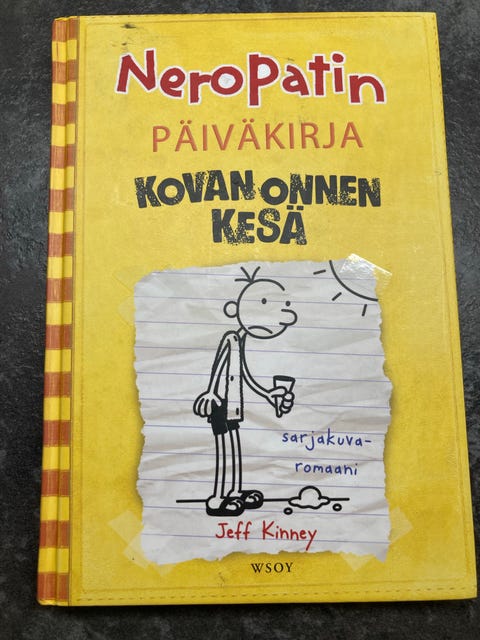 Neropatin
PÄIVÄKIRJA
KOVAN ONNEN
KESÄ
sarjakuva-
romaani
Jeff Kinney
WSOY